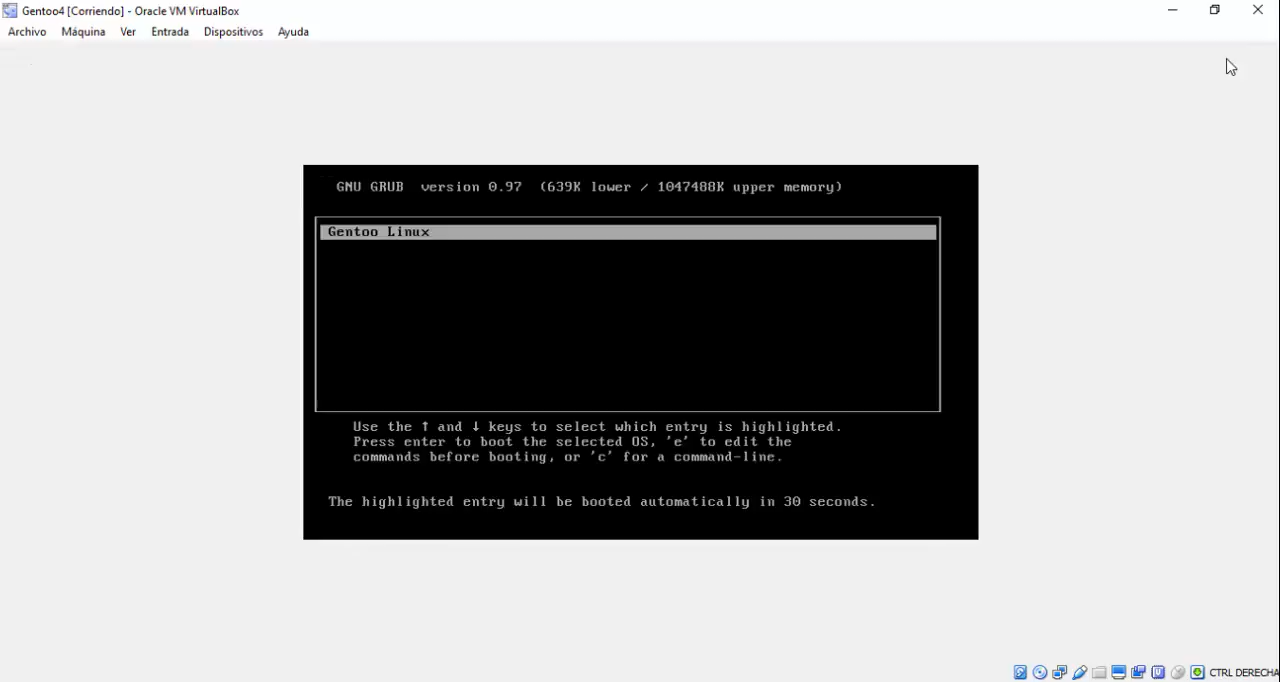 Gentoo4 [Corriendo] - Oracle VM VirtualBox
Archivo Máquina Ver Entrada Dispositivos Ayuda
GNU GRUB version 0.97 (639K lower / 1047488K upper memory)
Gentoo Linux
Use the ↑ and ↓ keys to select which entry is highlighted.
Press enter to boot the selected OS, 'e' to edit the
commands before booting, or 'c' for a command-line.
The highlighted entry will be booted automatically in 30 seconds.
CTRL DERECHA